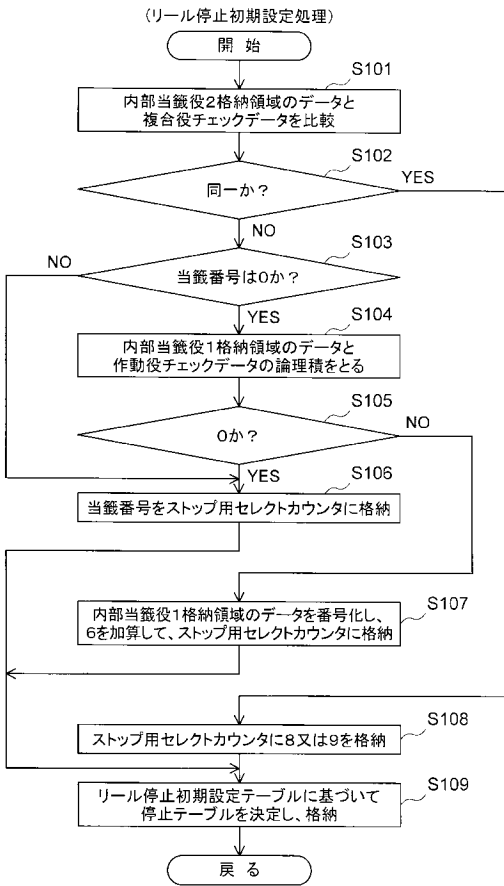 (リール停止初期設定処理)
開 始
S101
内部当籤役2格納領域のデータと
複合役チェックデータを比較
S102
同一か?
YES
NO
S103
NO
当籤番号は0か?
YES
S104
内部当籤役1格納領域のデータと
作動役チェックデータの論理積をとる
S105
0か?
NO
YES
S106
当籤番号をストップ用セレクトカウンタに格納
S107
内部当籤役1格納領域のデータを番号化し、
6を加算して、ストップ用セレクトカウンタに格納
S108
ストップ用セレクトカウンタに8又は9を格納
S109
リール停止初期設定テーブルに基づいて
停止テーブルを決定し、格納
戻 る